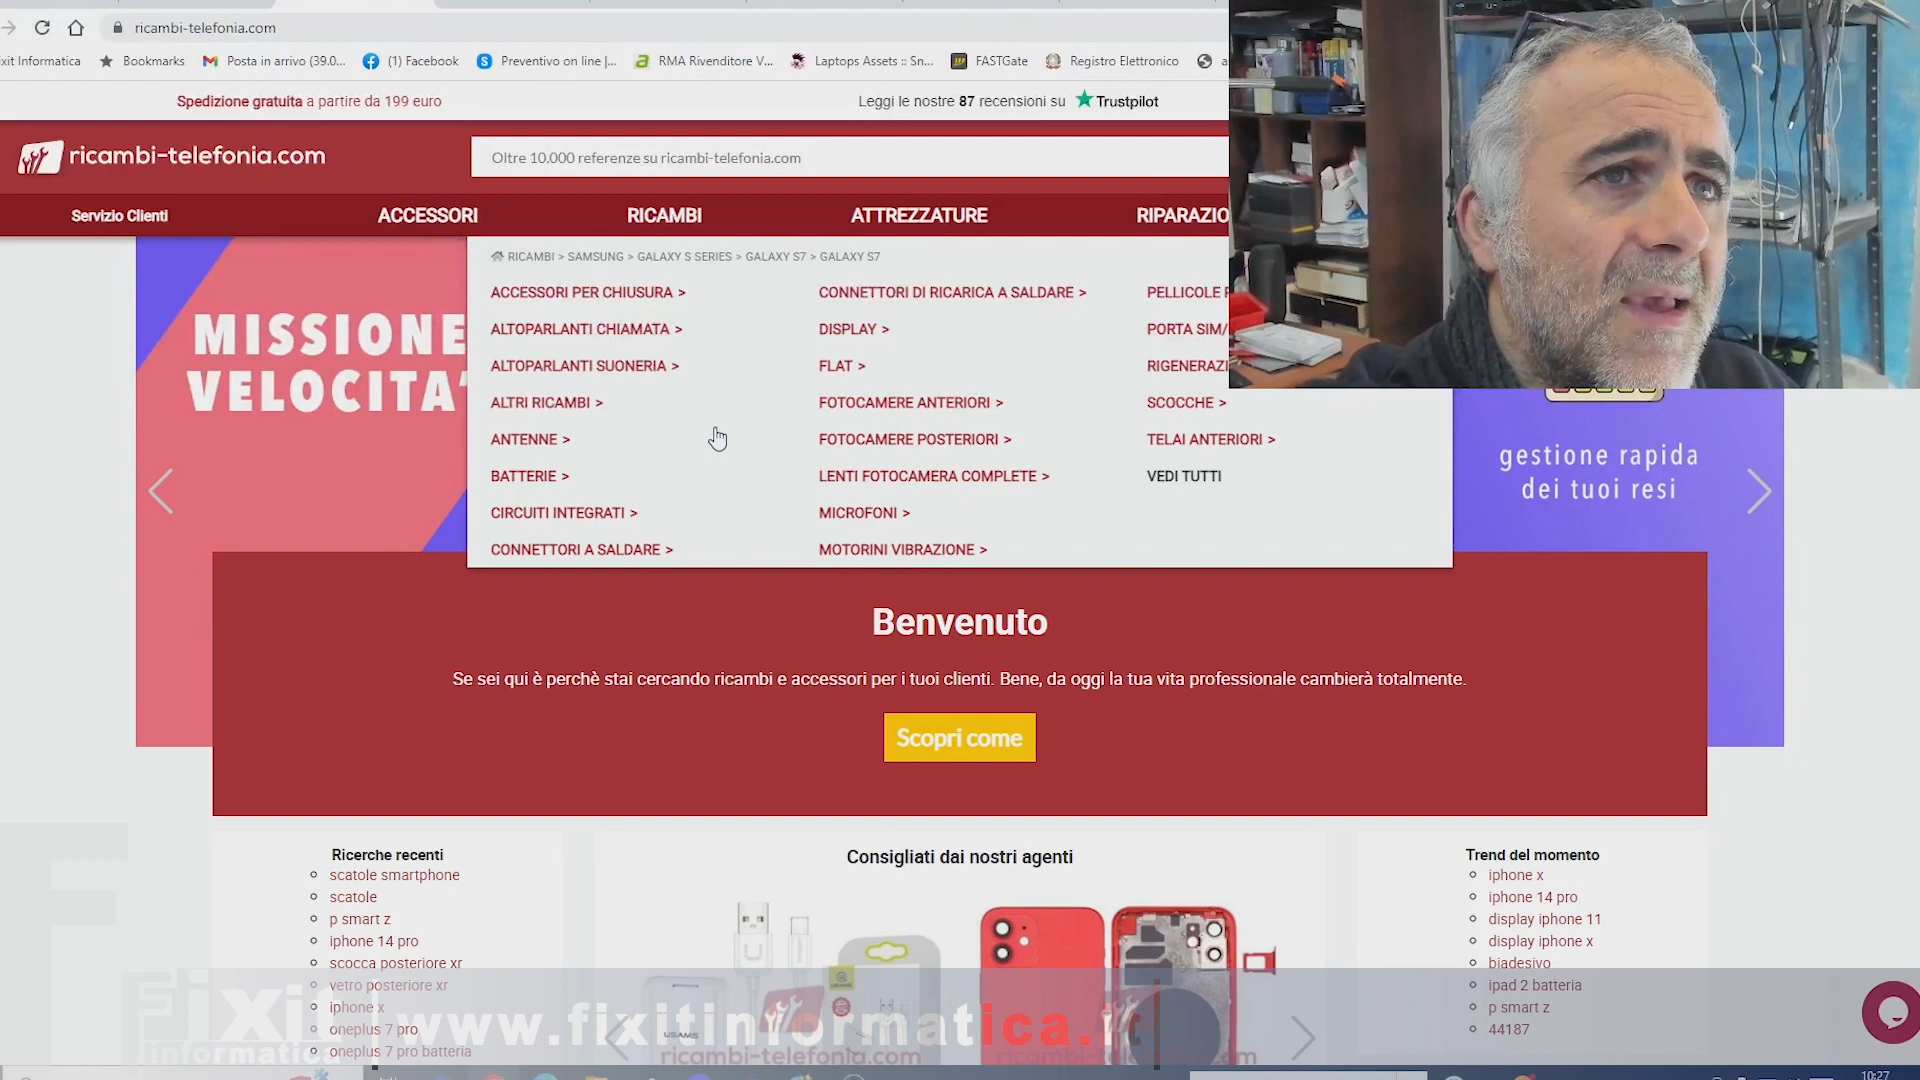 ricambi-telefonia.com
xit Informatica
Bookmarks
Posta in arrivo (39.0...
(1) Facebook
Preventivo on line |...
RMA Rivenditore V...
Laptops Assets :: Sn...
FASTGate
Registro Elettronico
Spedizione gratuita a partire da 199 euro
Leggi le nostre 87 recensioni su Trustpilot
ricambi-telefonia.com
Oltre 10.000 referenze su ricambi-telefonia.com
Servizio Clienti
ACCESSORI
RICAMBI
ATTREZZATURE
RIPARAZIO
RICAMBI > SAMSUNG > GALAXY S SERIES > GALAXY S7 > GALAXY S7
ACCESSORI PER CHIUSURA >
ALTOPARLANTI CHIAMATA >
ALTOPARLANTI SUONERIA >
ALTRI RICAMBI >
ANTENNE >
BATTERIE >
CIRCUITI INTEGRATI >
CONNETTORI A SALDARE >
CONNETTORI DI RICARICA A SALDARE >
DISPLAY >
FLAT >
FOTOCAMERE ANTERIORI >
FOTOCAMERE POSTERIORI >
LENTI FOTOCAMERA COMPLETE >
MICROFONI >
MOTORINI VIBRAZIONE >
PELLICOLE
PORTA SIM/
RIGENERAZI
SCOCCHE >
TELAI ANTERIORI >
VEDI TUTTI
MISSIONE
VELOCITA'
gestione rapida
dei tuoi resi
Benvenuto
Se sei qui è perchè stai cercando ricambi e accessori per i tuoi clienti. Bene, da oggi la tua vita professionale cambierà totalmente.
Scopri come
Ricerche recenti
scatole smartphone
scatole
p smart z
iphone 14 pro
scocca posteriore xr
vetro posteriore xr
iphone x
oneplus 7 pro
oneplus 7 pro batteria
Consigliati dai nostri agenti
USAMS
ricambi-telefonia.com
Trend del momento
iphone x
iphone 14 pro
display iphone 11
display iphone x
biadesivo
ipad 2 batteria
p smart z
44187
fixit
informatica
www.fixitinformatica.it
10:27